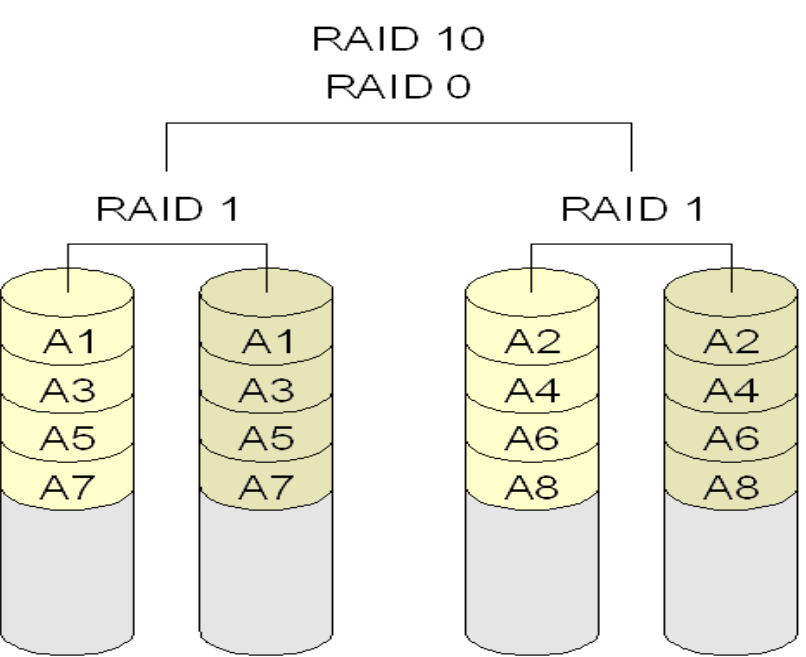 RAID 10
RAID 0
RAID 1 RAID 1
A1 A1 A2 A2
A3 A3 A4 A4
A5 A5 A6 A6
A7 A7 A8 A8